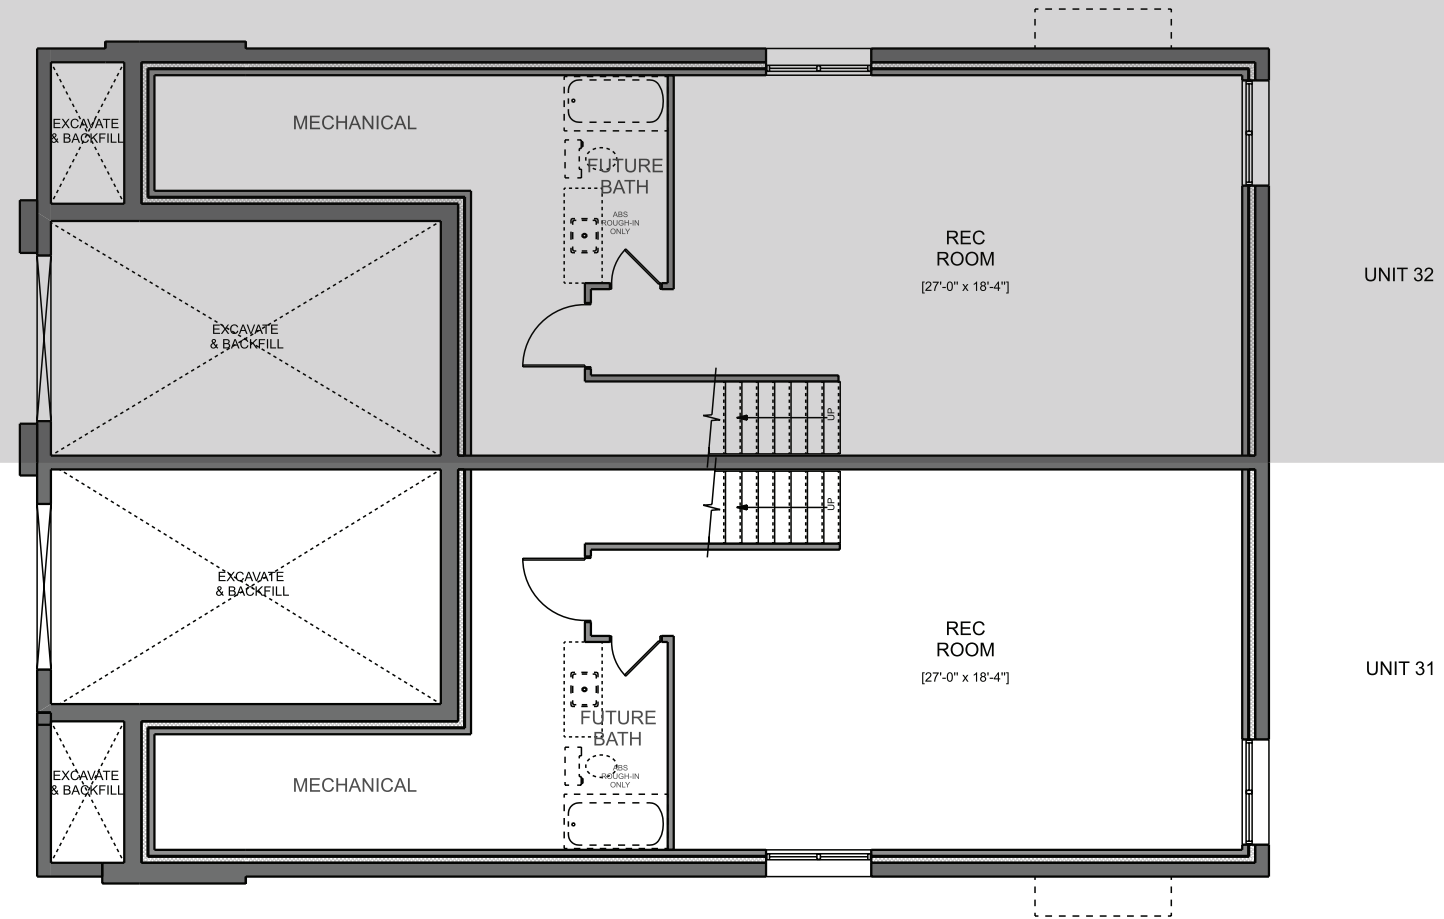 MECHANICAL
EXCAVATE
& BACKFILL
FUTURE
BATH
ABS
ROUGH-IN
ONLY
REC
ROOM
[27'-0" x 18'-4"]
UNIT 32
EXCAVATE
& BACKFILL
UP
UP
EXCAVATE
& BACKFILL
REC
ROOM
[27'-0" x 18'-4"]
UNIT 31
FUTURE
BATH
ABS
ROUGH-IN
ONLY
EXCAVATE
& BACKFILL
MECHANICAL